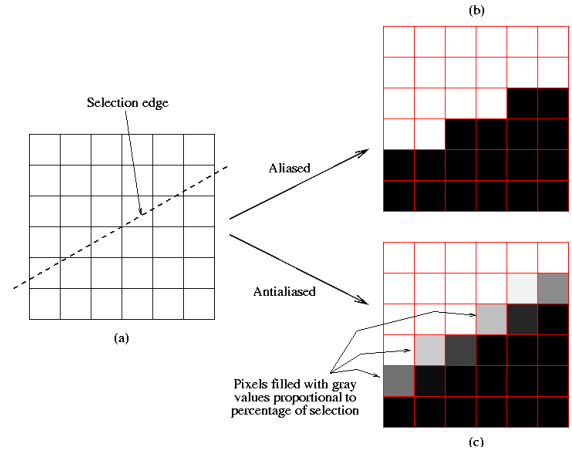 (b)
Selection edge
Aliased
Antialiased
(a)
Pixels filled with gray
values proportional to
percentage of selection
(c)